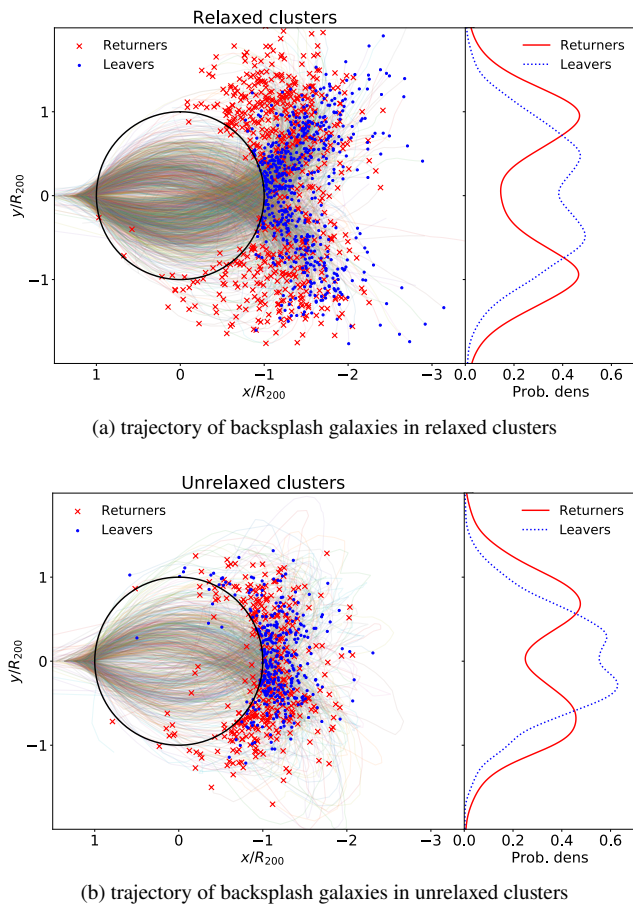 Relaxed clusters
Returners
Leavers
Returners
Leavers
1
0
−1
y/R200
1
0
−1
−2
−3
x/R200
0.0
0.2
0.4
0.6
Prob. dens
(a) trajectory of backsplash galaxies in relaxed clusters
Unrelaxed clusters
Returners
Leavers
Returners
Leavers
1
0
−1
y/R200
1
0
−1
−2
−3
x/R200
0.0
0.2
0.4
0.6
Prob. dens
(b) trajectory of backsplash galaxies in unrelaxed clusters